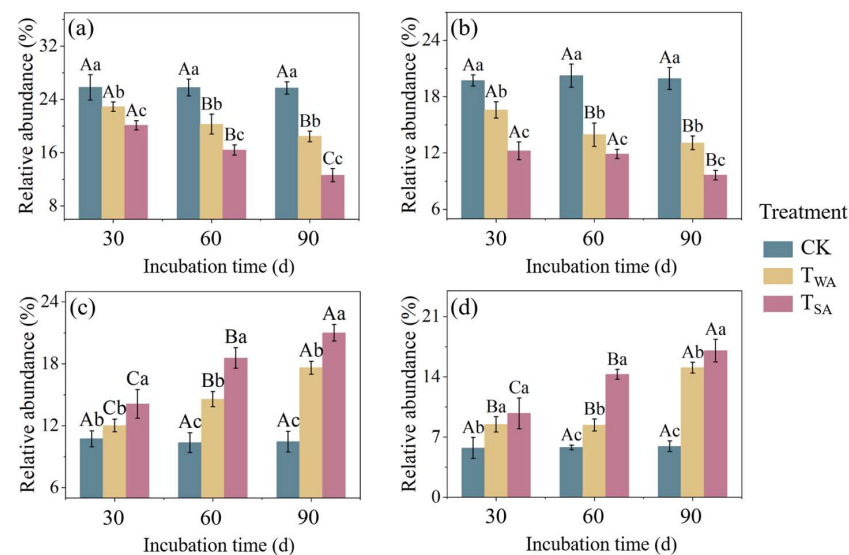 (a)
Relative abundance (%)
32
24
16
8
Aa Ab Ac Aa Bb Bc Aa Bb Cc
30 60 90
Incubation time (d)
(b)
Relative abundance (%)
24
18
12
6
Aa Ab Ac Aa Bb Ac Aa Bb Bc
30 60 90
Incubation time (d)
Treatment
CK
TWA
TSA
(c)
Relative abundance (%)
24
18
12
6
Ab Cb Ca Ac Bb Ba Ac Ab Aa
30 60 90
Incubation time (d)
(d)
Relative abundance (%)
21
14
7
0
Ab Ba Ca Ac Bb Ba Ac Ab Aa
30 60 90
Incubation time (d)